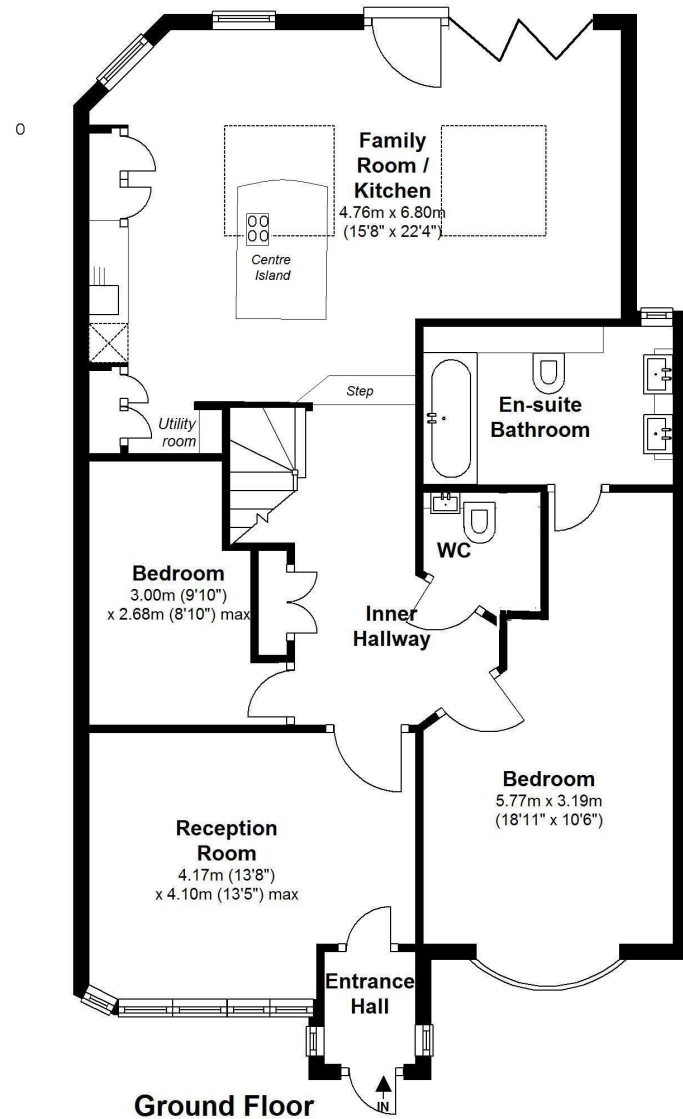 Family
Room /
Kitchen
4.76m x 6.80m
(15'8" x 22'4")
Centre
Island
Step
Utility
room
En-suite
Bathroom
WC
Bedroom
3.00m (9'10")
x 2.68m (8'10") max
Inner
Hallway
Bedroom
5.77m x 3.19m
(18'11" x 10'6")
Reception
Room
4.17m (13'8")
x 4.10m (13'5") max
Entrance
Hall
IN
Ground Floor